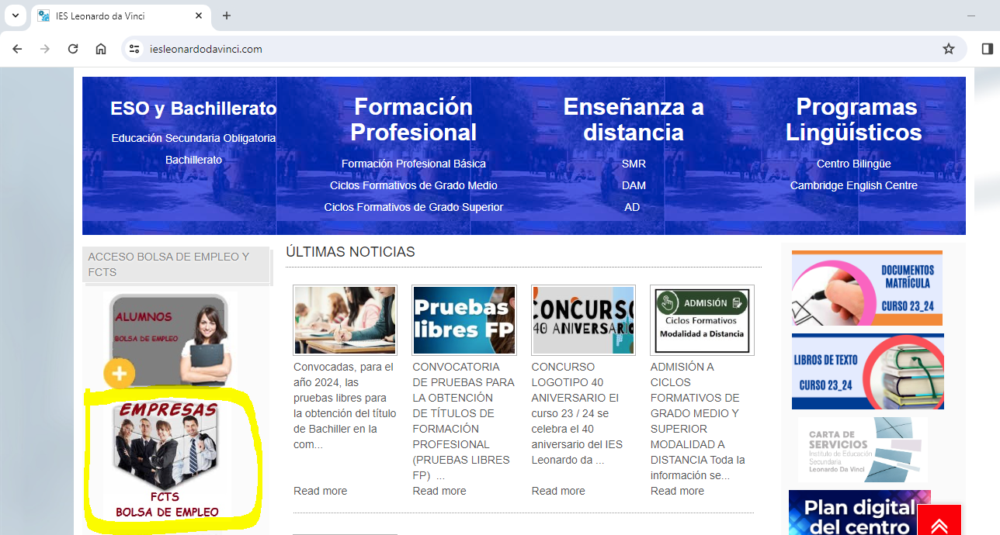 IES Leonardo da Vinci
iesleonardodavinci.com
ESO y Bachillerato
Educación Secundaria Obligatoria
Bachillerato
Formación
Profesional
Formación Profesional Básica
Ciclos Formativos de Grado Medio
Ciclos Formativos de Grado Superior
Enseñanza a
distancia
SMR
DAM
AD
Programas
Lingüísticos
Centro Bilingüe
Cambridge English Centre
ACCESO BOLSA DE EMPLEO Y
FCTS
ALUMNOS
BOLSA DE EMPLEO
EMPRESAS
FCTS
BOLSA DE EMPLEO
ÚLTIMAS NOTICIAS
Convocadas, para el
año 2024, las
pruebas libres para
la obtención del título
de Bachiller en la
com...
Read more
Pruebas
libres FP
CONVOCATORIA
DE PRUEBAS PARA
LA OBTENCIÓN
DE TÍTULOS DE
FORMACIÓN
PROFESIONAL
(PRUEBAS LIBRES
FP) ...
Read more
CONCURSO
40 ANIVERSARIO
CONCURSO
LOGOTIPO 40
ANIVERSARIO El
curso 23 / 24 se
celebra el 40
aniversario del IES
Leonardo da ...
Read more
ADMISIÓN
Ciclos Formativos
Modalidad a Distancia
ADMISIÓN A
CICLOS
FORMATIVOS DE
GRADO MEDIO Y
SUPERIOR
MODALIDAD A
DISTANCIA Toda la
información se...
Read more
DOCUMENTOS
MATRÍCULA
CURSO 23_24
LIBROS DE TEXTO
CURSO 23_24
CARTA DE
SERVICIOS
Instituto de Educación
Secundaria
Leonardo Da Vinci
Plan digital
del centro